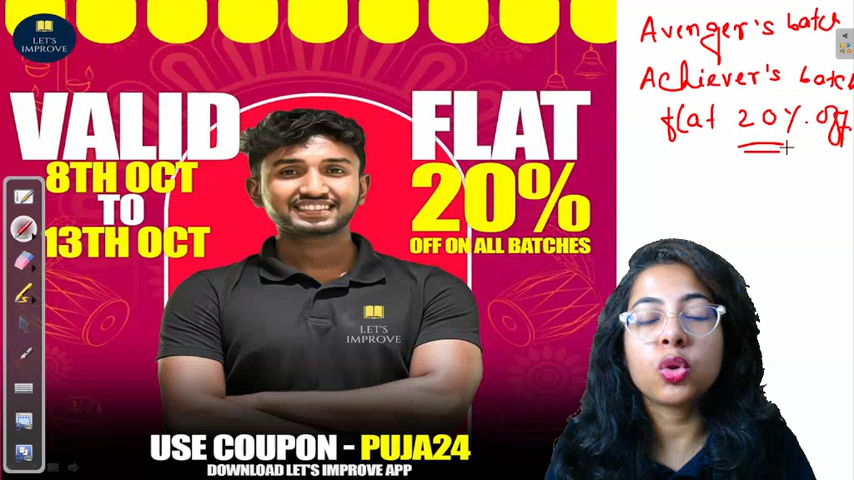 LET'S
IMPROVE
VALID
8TH OCT
TO
13TH OCT
FLAT
20%
OFF ON ALL BATCHES
LET'S
IMPROVE
USE COUPON - PUJA24
DOWNLOAD LET'S IMPROVE APP
Avenger's batch
Achiever's batch
flat 20%. off